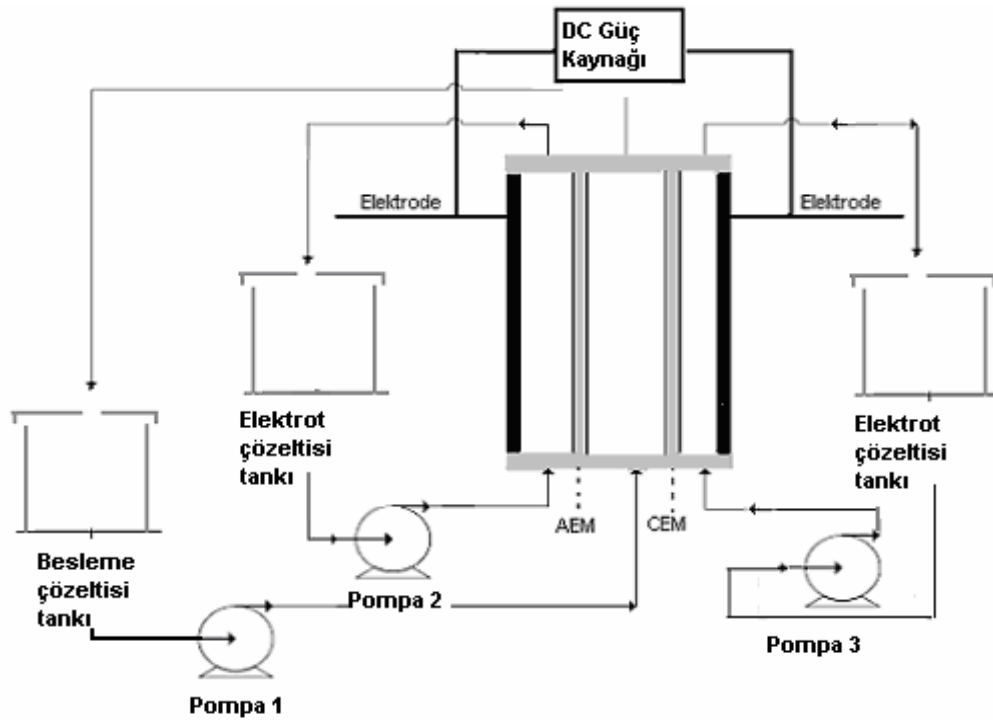 DC Güç
Kaynağı
Elektrode
Elektrode
Elektrot
çözeltisi
tankı
Elektrot
çözeltisi
tankı
AEM
CEM
Besleme
çözeltisi
tankı
Pompa 2
Pompa 3
Pompa 1